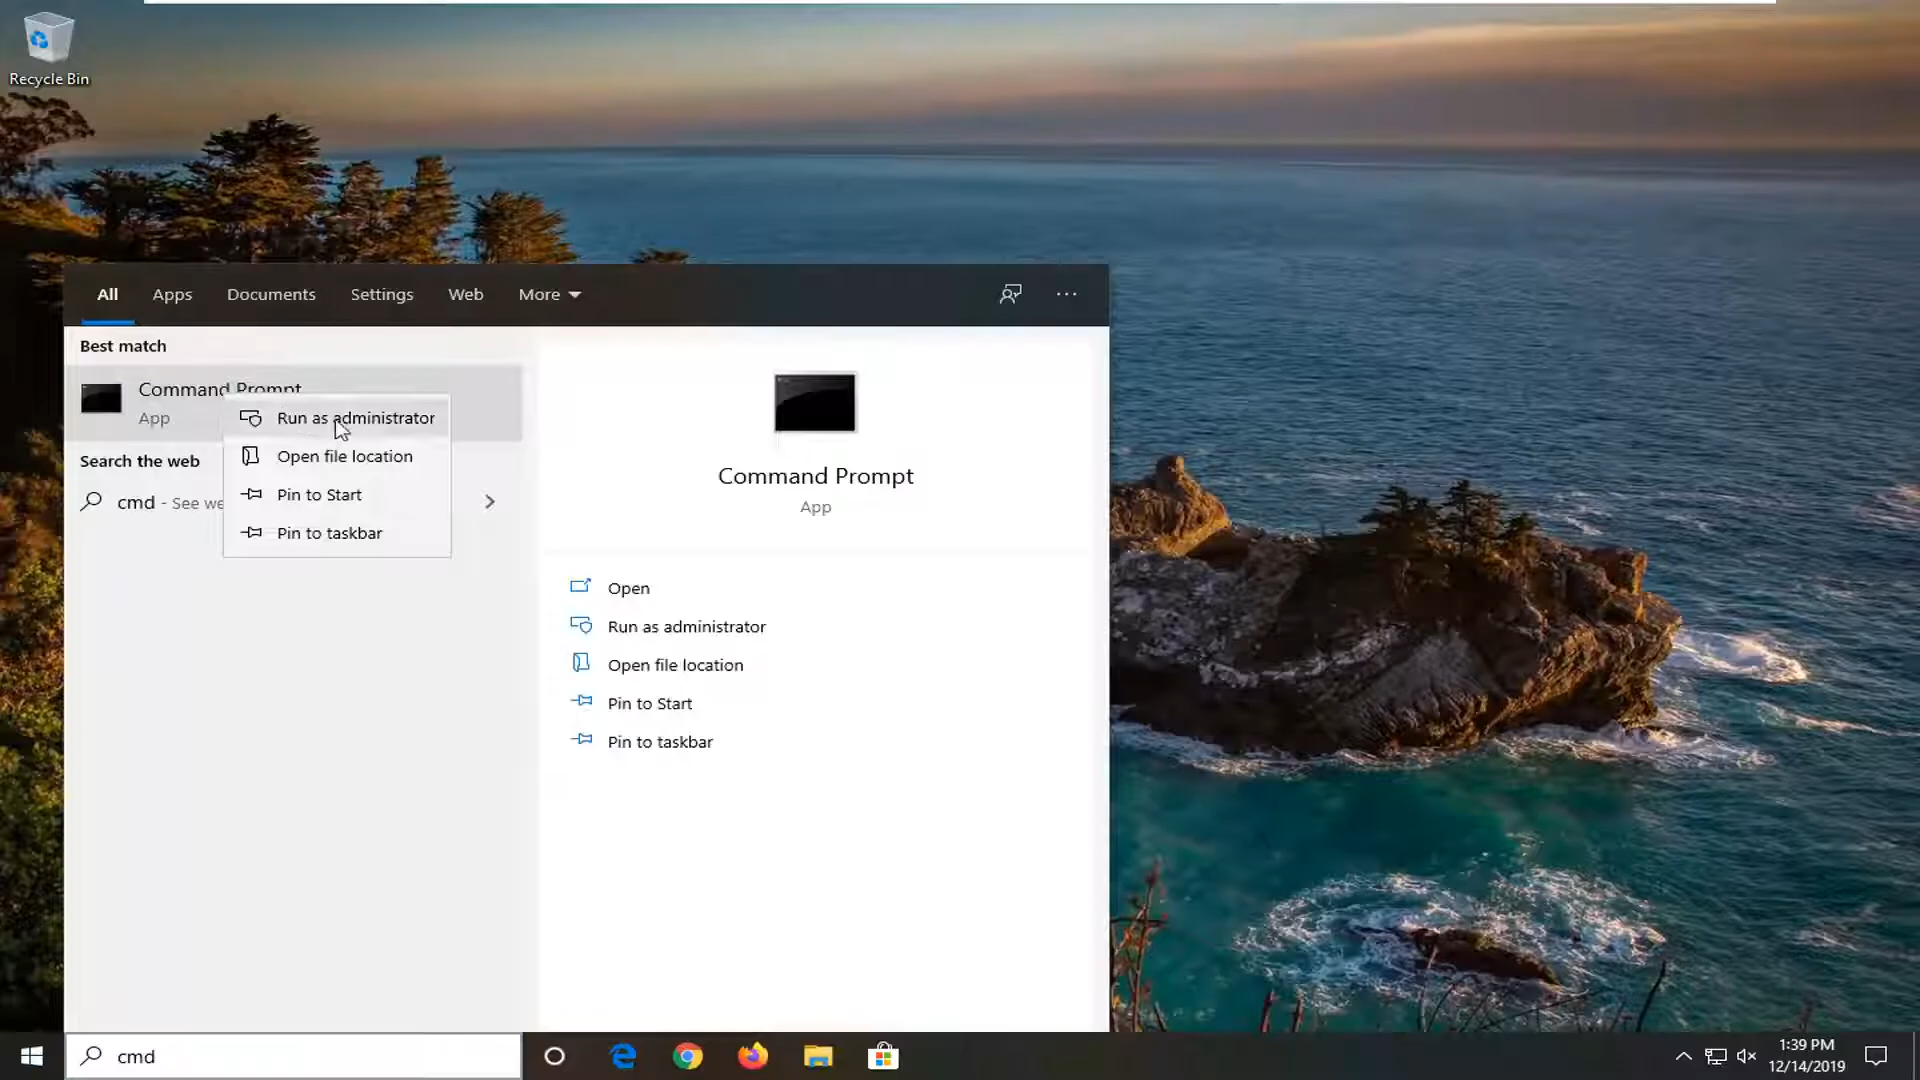 Recycle Bin
All Apps Documents Settings Web More
Best match
Command Prompt
App
Run as administrator
Open file location
Pin to Start
Pin to taskbar
Search the web
cmd - See we
Command Prompt
App
Open
Run as administrator
Open file location
Pin to Start
Pin to taskbar
cmd
1:39 PM
12/14/2019